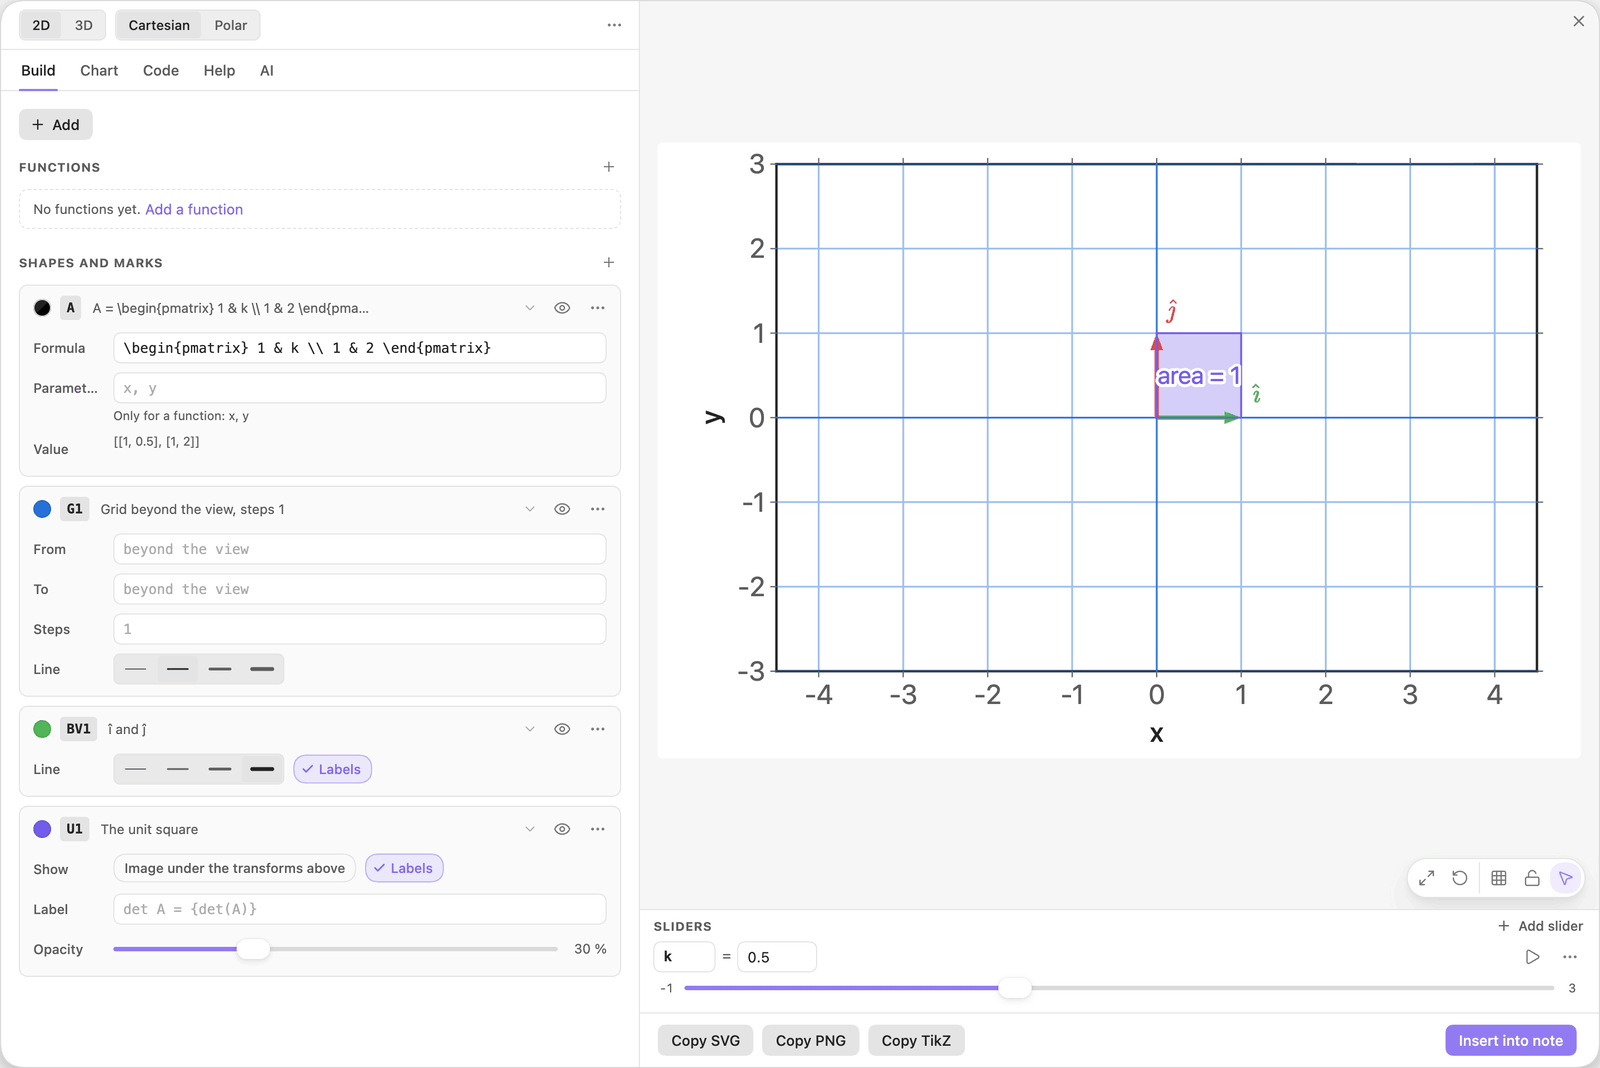 2D 3D Cartesian Polar
Build Chart Code Help AI
+ Add
FUNCTIONS
No functions yet. Add a function
SHAPES AND MARKS
A A = \begin{pmatrix} 1 & k \\ 1 & 2 \end{pma...
Formula \begin{pmatrix} 1 & k \\ 1 & 2 \end{pmatrix}
Paramet... x, y
Only for a function: x, y
Value [[1, 0.5], [1, 2]]
G1 Grid beyond the view, steps 1
From beyond the view
To beyond the view
Steps 1
Line
BV1 î and ĵ
Line Labels
U1 The unit square
Show Image under the transforms above Labels
Label det A = {det(A)}
Opacity 30 %
3
2
1
0
-1
-2
-3
y
ĵ
area = 1
î
-4 -3 -2 -1 0 1 2 3 4
x
SLIDERS + Add slider
k = 0.5
-1 3
Copy SVG Copy PNG Copy TikZ Insert into note